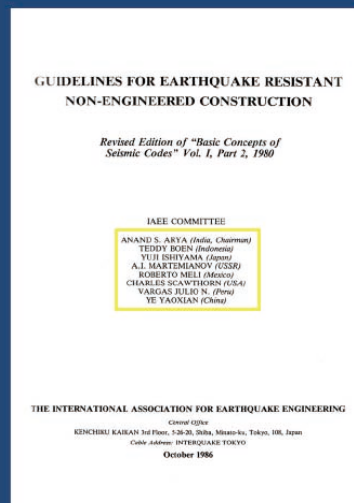 GUIDELINES FOR EARTHQUAKE RESISTANT
NON-ENGINEERED CONSTRUCTION
Revised Edition of "Basic Concepts of
Seismic Codes" Vol. I, Part 2, 1980
IAEE COMMITTEE
ANAND S. ARYA (India, Chairman)
TEDDY BOEN (Indonesia)
YUJI ISHIYAMA (Japan)
A.I. MARTEMIANOV (USSR)
ROBERTO MELI (Mexico)
CHARLES SCAWTHORN (USA)
VARGAS JULIO N. (Peru)
YE YAOXIAN (China)
THE INTERNATIONAL ASSOCIATION FOR EARTHQUAKE ENGINEERING
Central Office
KENCHIKU KAIKAN 3rd Floor, 5-26-20, Shiba, Minato-ku, Tokyo, 108, Japan
Cable Address: INTERQUAKE TOKYO
October 1986